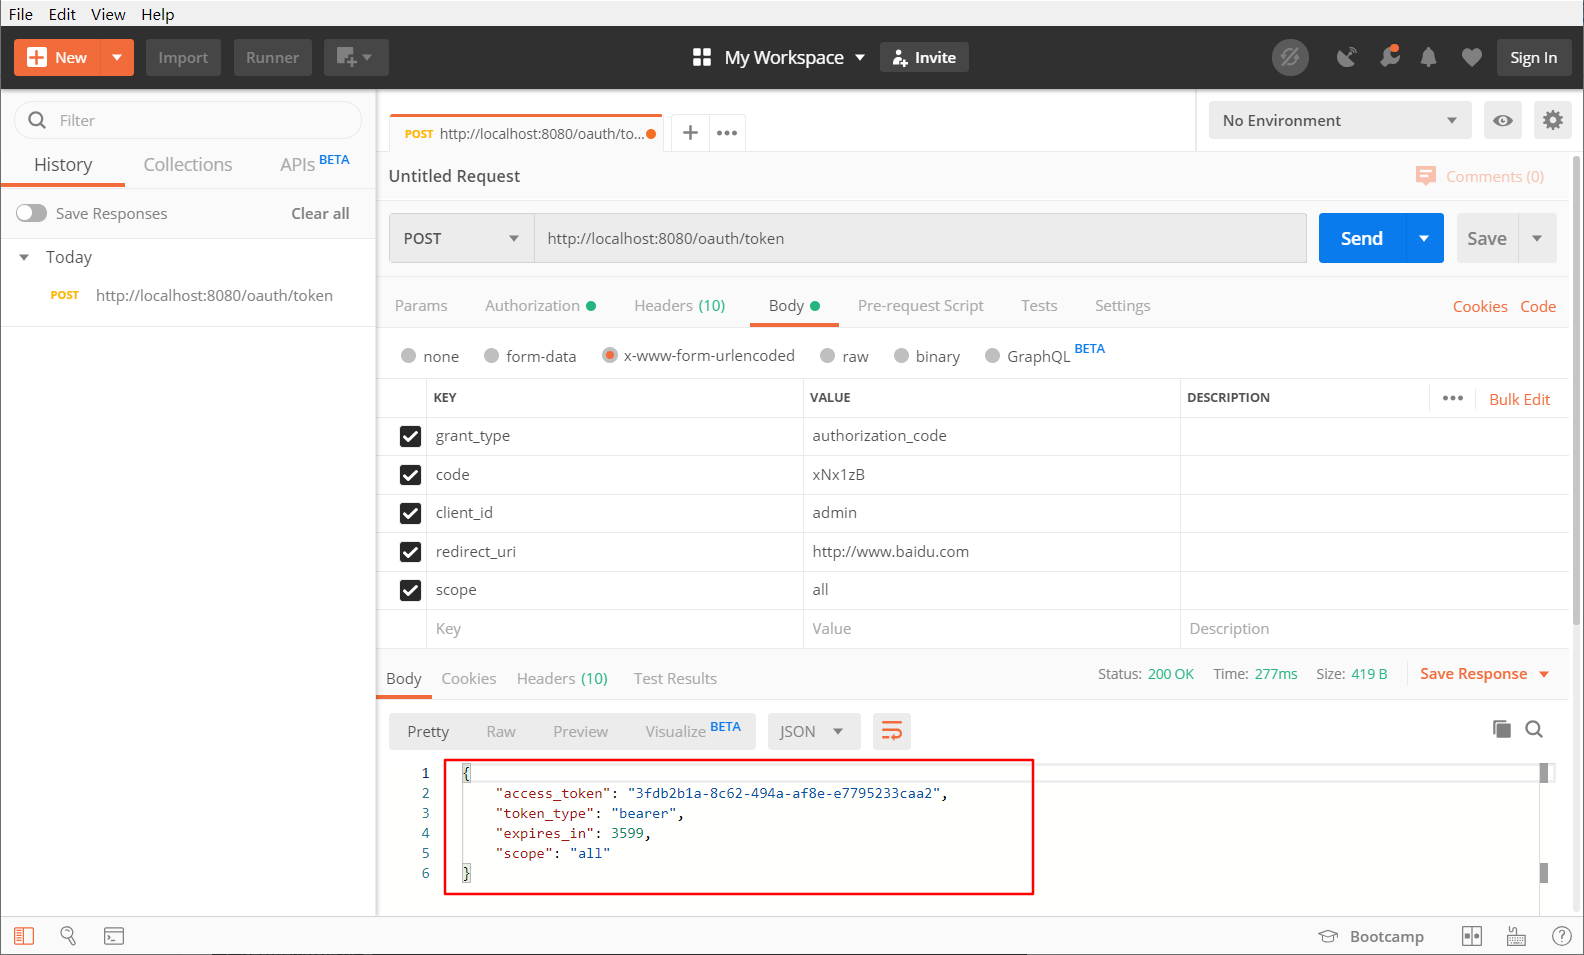 File Edit View Help
New Import Runner My Workspace Invite Sign In
Filter
History Collections APIs BETA
Save Responses Clear all
Today
POST http://localhost:8080/oauth/token
POST http://localhost:8080/oauth/to...
No Environment
Untitled Request Comments (0)
POST http://localhost:8080/oauth/token Send Save
Params Authorization Headers (10) Body Pre-request Script Tests Settings Cookies Code
none form-data x-www-form-urlencoded raw binary GraphQL BETA
KEY VALUE DESCRIPTION Bulk Edit
grant_type authorization_code
code xNx1zB
client_id admin
redirect_uri http://www.baidu.com
scope all
Key Value Description
Body Cookies Headers (10) Test Results Status: 200 OK Time: 277ms Size: 419 B Save Response
Pretty Raw Preview Visualize BETA JSON
1 {
2 "access_token": "3fdb2b1a-8c62-494a-af8e-e7795233caa2",
3 "token_type": "bearer",
4 "expires_in": 3599,
5 "scope": "all"
6 }
Bootcamp